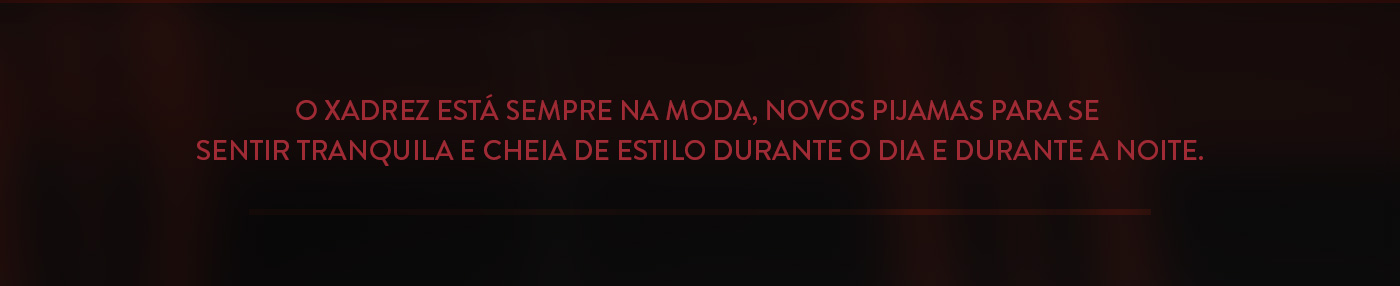 O XADREZ ESTÁ SEMPRE NA MODA, NOVOS PIJAMAS PARA SE
SENTIR TRANQUILA E CHEIA DE ESTILO DURANTE O DIA E DURANTE A NOITE.